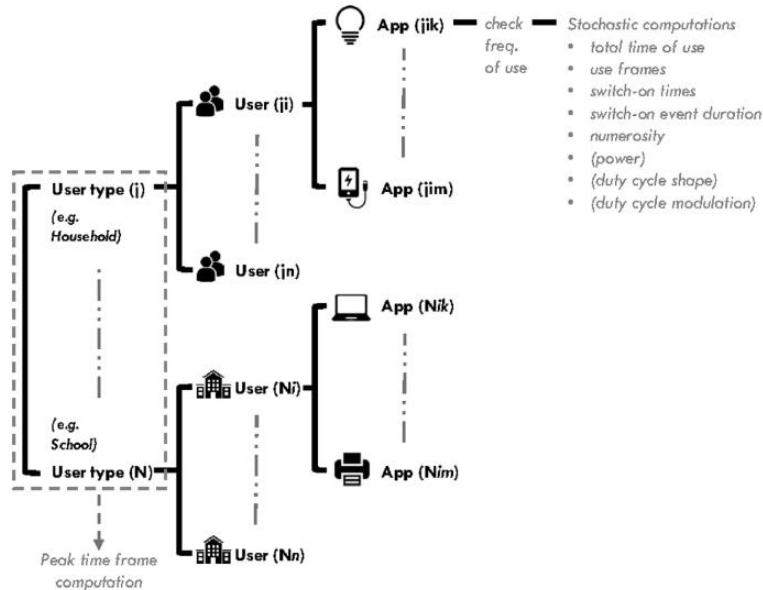 App (jik)
check
freq.
of use
Stochastic computations
• total time of use
• use frames
• switch-on times
• switch-on event duration
• numerosity
• (power)
• (duty cycle shape)
• (duty cycle modulation)
User (ji)
App (jim)
User type (j)
(e.g.
Household)
User (jn)
App (Nik)
User (Ni)
(e.g.
School)
User type (N)
App (Nim)
User (Nn)
Peak time frame
computation